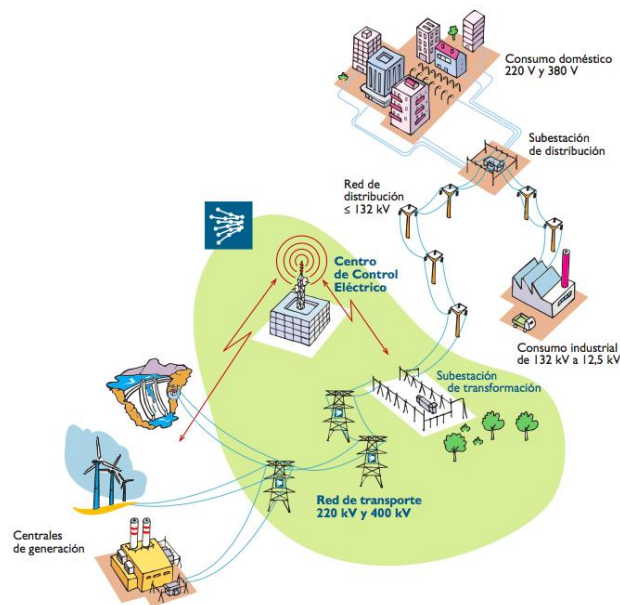 Consumo doméstico
220 V y 380 V
Subestación
de distribución
Red de
distribución
≤ 132 kV
Centro
de Control
Eléctrico
Consumo industrial
de 132 kV a 12,5 kV
Subestación
de transformación
Red de transporte
220 kV y 400 kV
Centrales
de generación